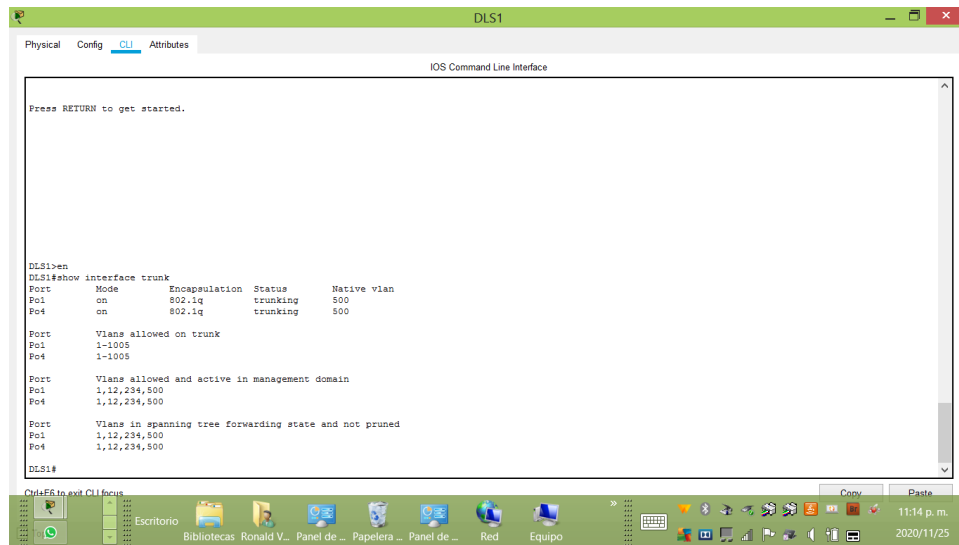 DLS1
Physical Config CLI Attributes
IOS Command Line Interface
Press RETURN to get started.
DLS1>en
DLS1#show interface trunk
Port Mode Encapsulation Status Native vlan
Po1 on 802.1q trunking 500
Po4 on 802.1q trunking 500
Port Vlans allowed on trunk
Po1 1-1005
Po4 1-1005
Port Vlans allowed and active in management domain
Po1 1,12,234,500
Po4 1,12,234,500
Port Vlans in spanning tree forwarding state and not pruned
Po1 1,12,234,500
Po4 1,12,234,500
DLS1#
Ctrl+F6 to exit CLI focus
Copy Paste
Escritorio
Bibliotecas Ronald V... Panel de ... Papelera ... Panel de ... Red Equipo
»
11:14 p. m.
2020/11/25